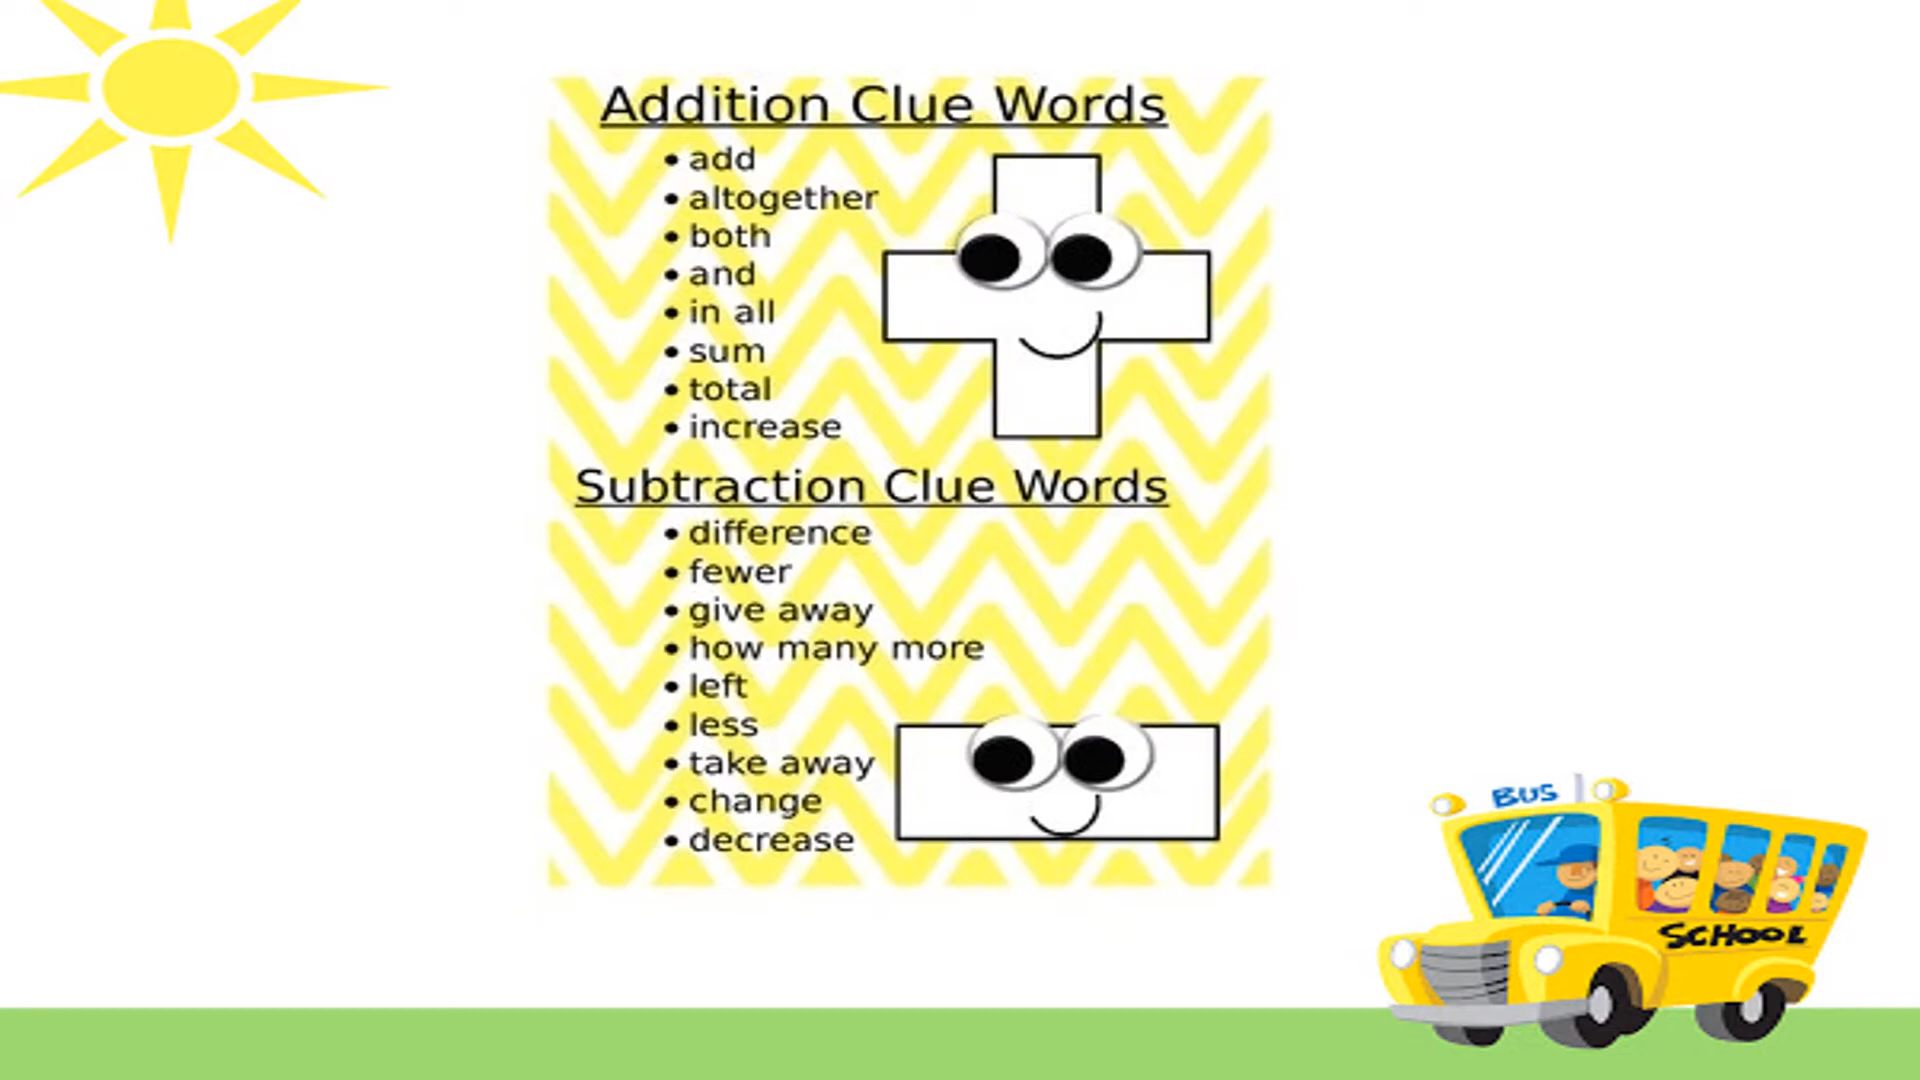 Addition Clue Words
• add
• altogether
• both
• and
• in all
• sum
• total
• increase
Subtraction Clue Words
• difference
• fewer
• give away
• how many more
• left
• less
• take away
• change
• decrease
BUS
SCHOOL